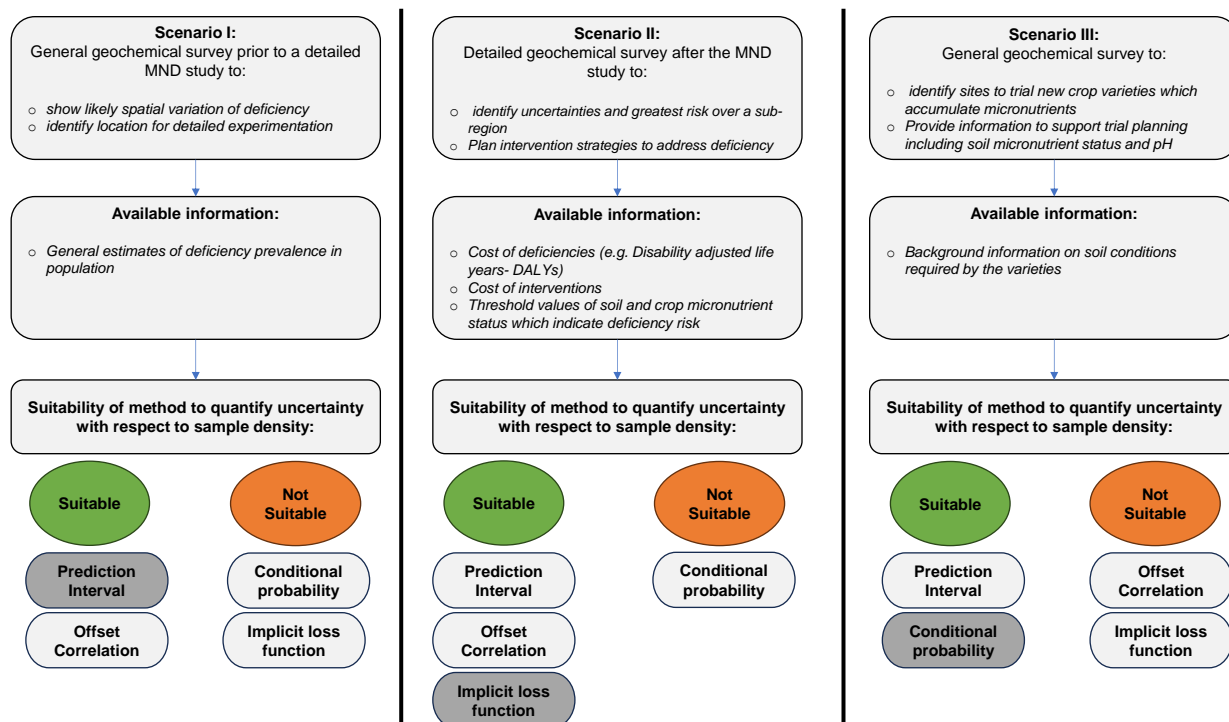 Scenario I:
General geochemical survey prior to a detailed
MND study to:
o show likely spatial variation of deficiency
o identify location for detailed experimentation
Available information:
o General estimates of deficiency prevalence in
population
Suitability of method to quantify uncertainty
with respect to sample density:
Suitable
Not
Suitable
Prediction
Interval
Conditional
probability
Offset
Correlation
Implicit loss
function
Scenario II:
Detailed geochemical survey after the MND
study to:
o identify uncertainties and greatest risk over a sub-
region
o Plan intervention strategies to address deficiency
Available information:
o Cost of deficiencies (e.g. Disability adjusted life
years- DALYs)
o Cost of interventions
o Threshold values of soil and crop micronutrient
status which indicate deficiency risk
Suitability of method to quantify uncertainty
with respect to sample density:
Suitable
Not
Suitable
Prediction
Interval
Conditional
probability
Offset
Correlation
Implicit loss
function
Scenario III:
General geochemical survey to:
o identify sites to trial new crop varieties which
accumulate micronutrients
o Provide information to support trial planning
including soil micronutrient status and pH
Available information:
o Background information on soil conditions
required by the varieties
Suitability of method to quantify uncertainty
with respect to sample density:
Suitable
Not
Suitable
Prediction
Interval
Offset
Correlation
Conditional
probability
Implicit loss
function